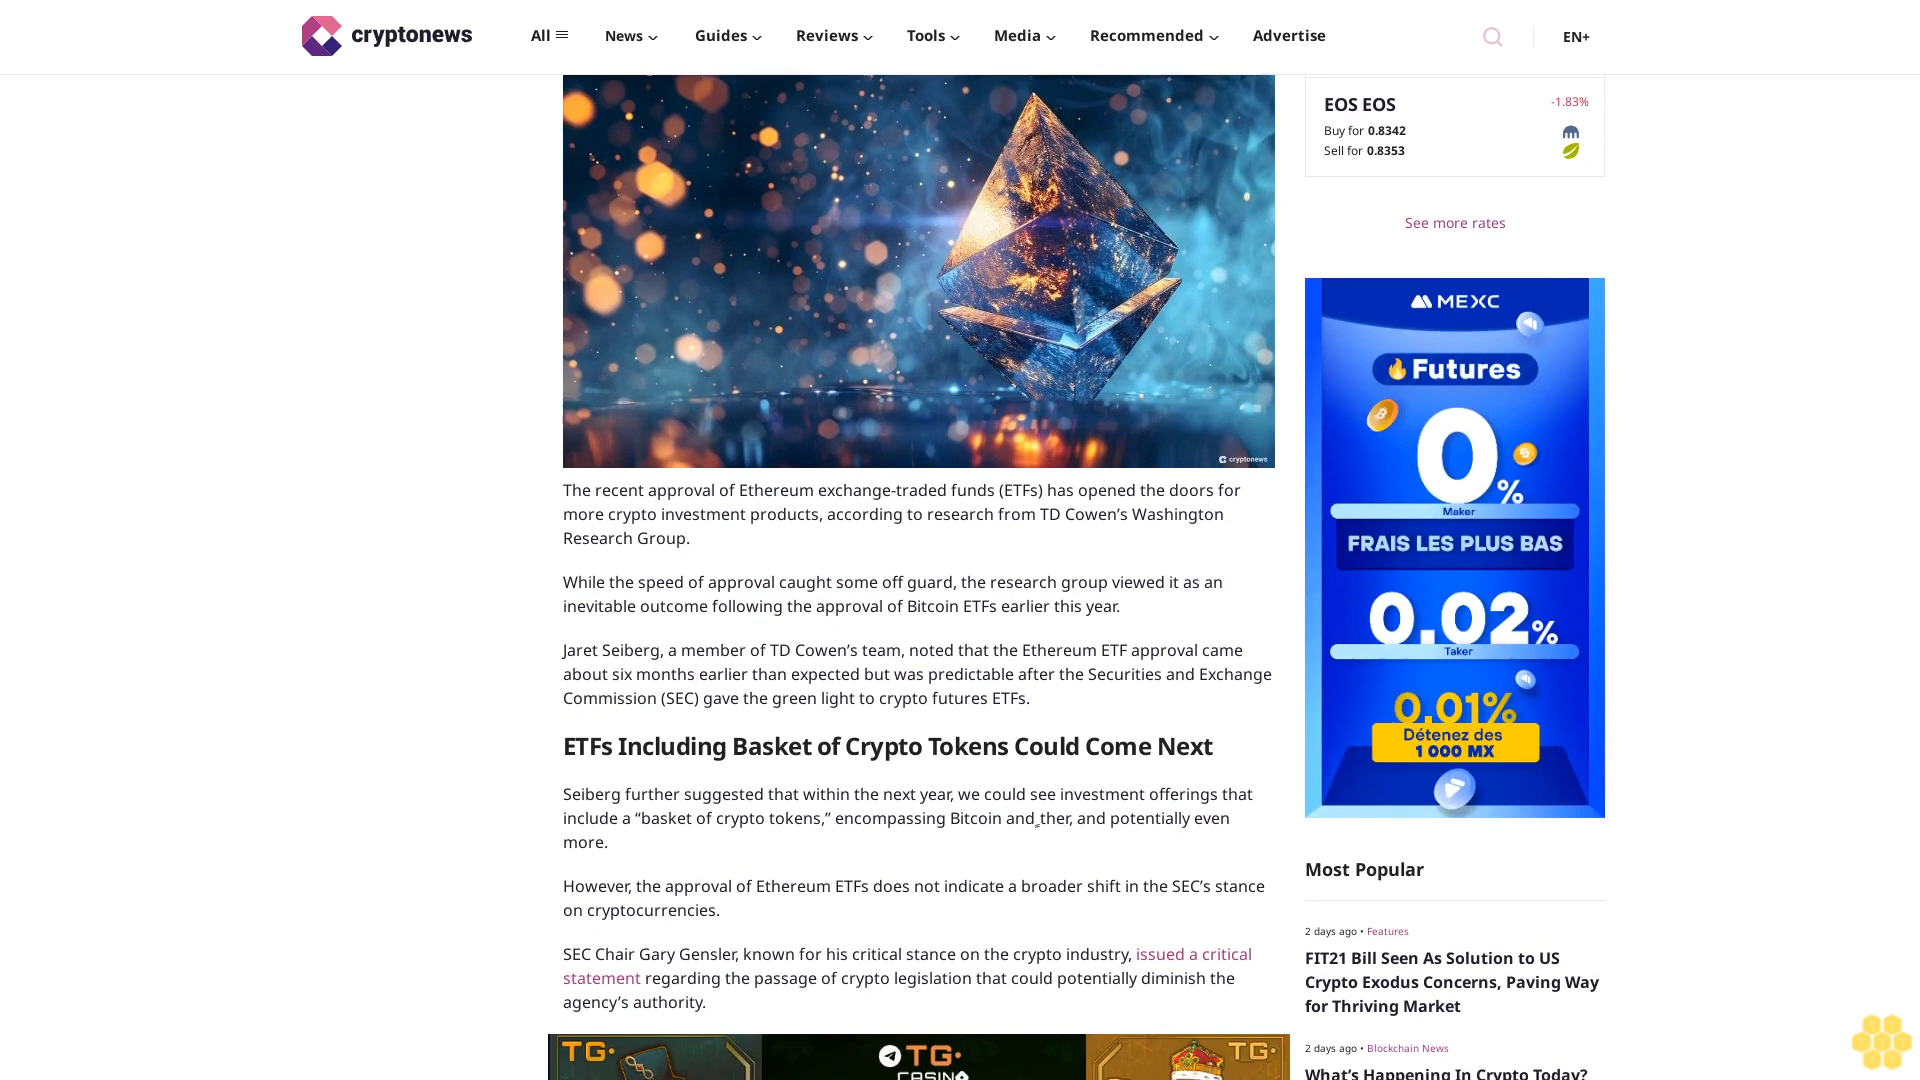 cryptonews
All
News
Guides
Reviews
Tools
Media
Recommended
Advertise
EN+
cryptonews
The recent approval of Ethereum exchange-traded funds (ETFs) has opened the doors for
more crypto investment products, according to research from TD Cowen’s Washington
Research Group.
While the speed of approval caught some off guard, the research group viewed it as an
inevitable outcome following the approval of Bitcoin ETFs earlier this year.
Jaret Seiberg, a member of TD Cowen’s team, noted that the Ethereum ETF approval came
about six months earlier than expected but was predictable after the Securities and Exchange
Commission (SEC) gave the green light to crypto futures ETFs.
ETFs Including Basket of Crypto Tokens Could Come Next
Seiberg further suggested that within the next year, we could see investment offerings that
include a “basket of crypto tokens,” encompassing Bitcoin and ther, and potentially even
more.
However, the approval of Ethereum ETFs does not indicate a broader shift in the SEC’s stance
on cryptocurrencies.
SEC Chair Gary Gensler, known for his critical stance on the crypto industry, issued a critical
statement regarding the passage of crypto legislation that could potentially diminish the
agency’s authority.
TG.
TG.
CASINO
TG.
EOS EOS
-1.83%
Buy for 0.8342
Sell for 0.8353
See more rates
MEXC
Futures
0%
Maker
FRAIS LES PLUS BAS
0.02%
Taker
0.01%
Détenez des
1 000 MX
Most Popular
2 days ago • Features
FIT21 Bill Seen As Solution to US
Crypto Exodus Concerns, Paving Way
for Thriving Market
2 days ago • Blockchain News
What’s Happening In Crypto Today?